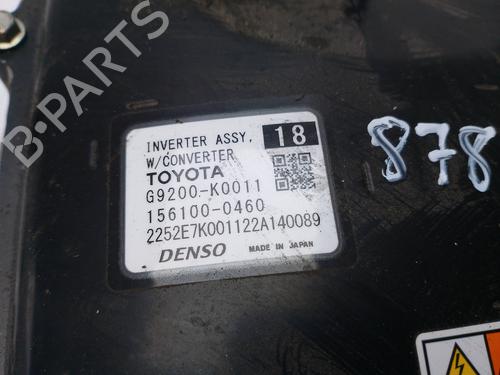 INVERTER ASSY, 18
W/CONVERTER
TOYOTA
G9200-K0011
156100-0460
2252E7K001122A140089
DENSO MADE IN JAPAN
878
B-PARTS